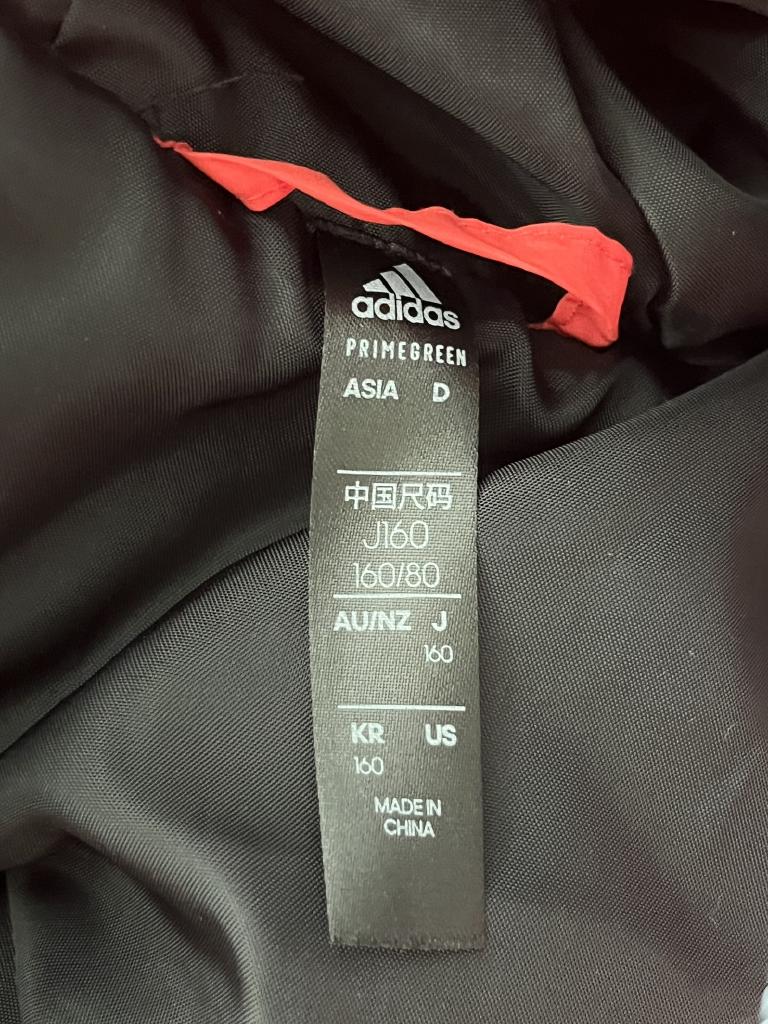 adidas
PRIMEGREEN
ASIA D
中国尺码
J160
160/80
AU/NZ J
160
KR US
160
MADE IN
CHINA